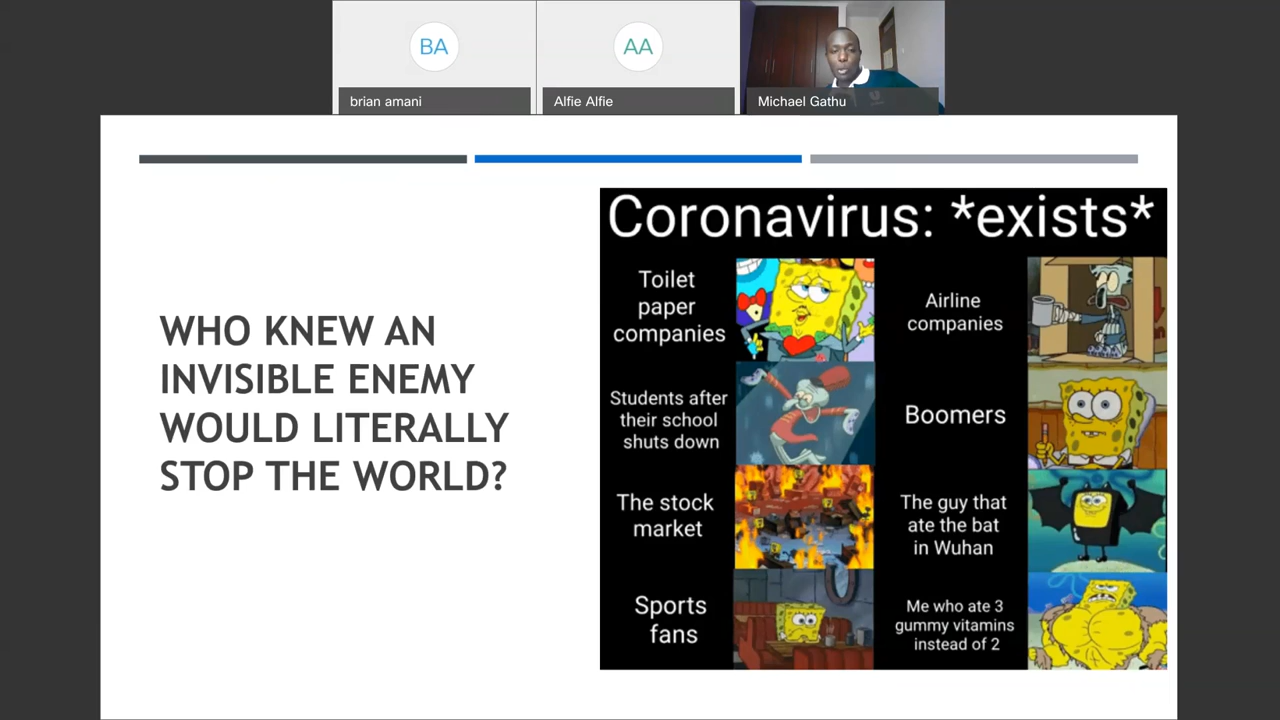 BA
AA
brian amani
Alfie Alfie
Michael Gathu
WHO KNEW AN
INVISIBLE ENEMY
WOULD LITERALLY
STOP THE WORLD?
Coronavirus: *exists*
Toilet
paper
companies
Airline
companies
Students after
their school
shuts down
Boomers
The stock
market
The guy that
ate the bat
in Wuhan
Sports
fans
Me who ate 3
gummy vitamins
instead of 2